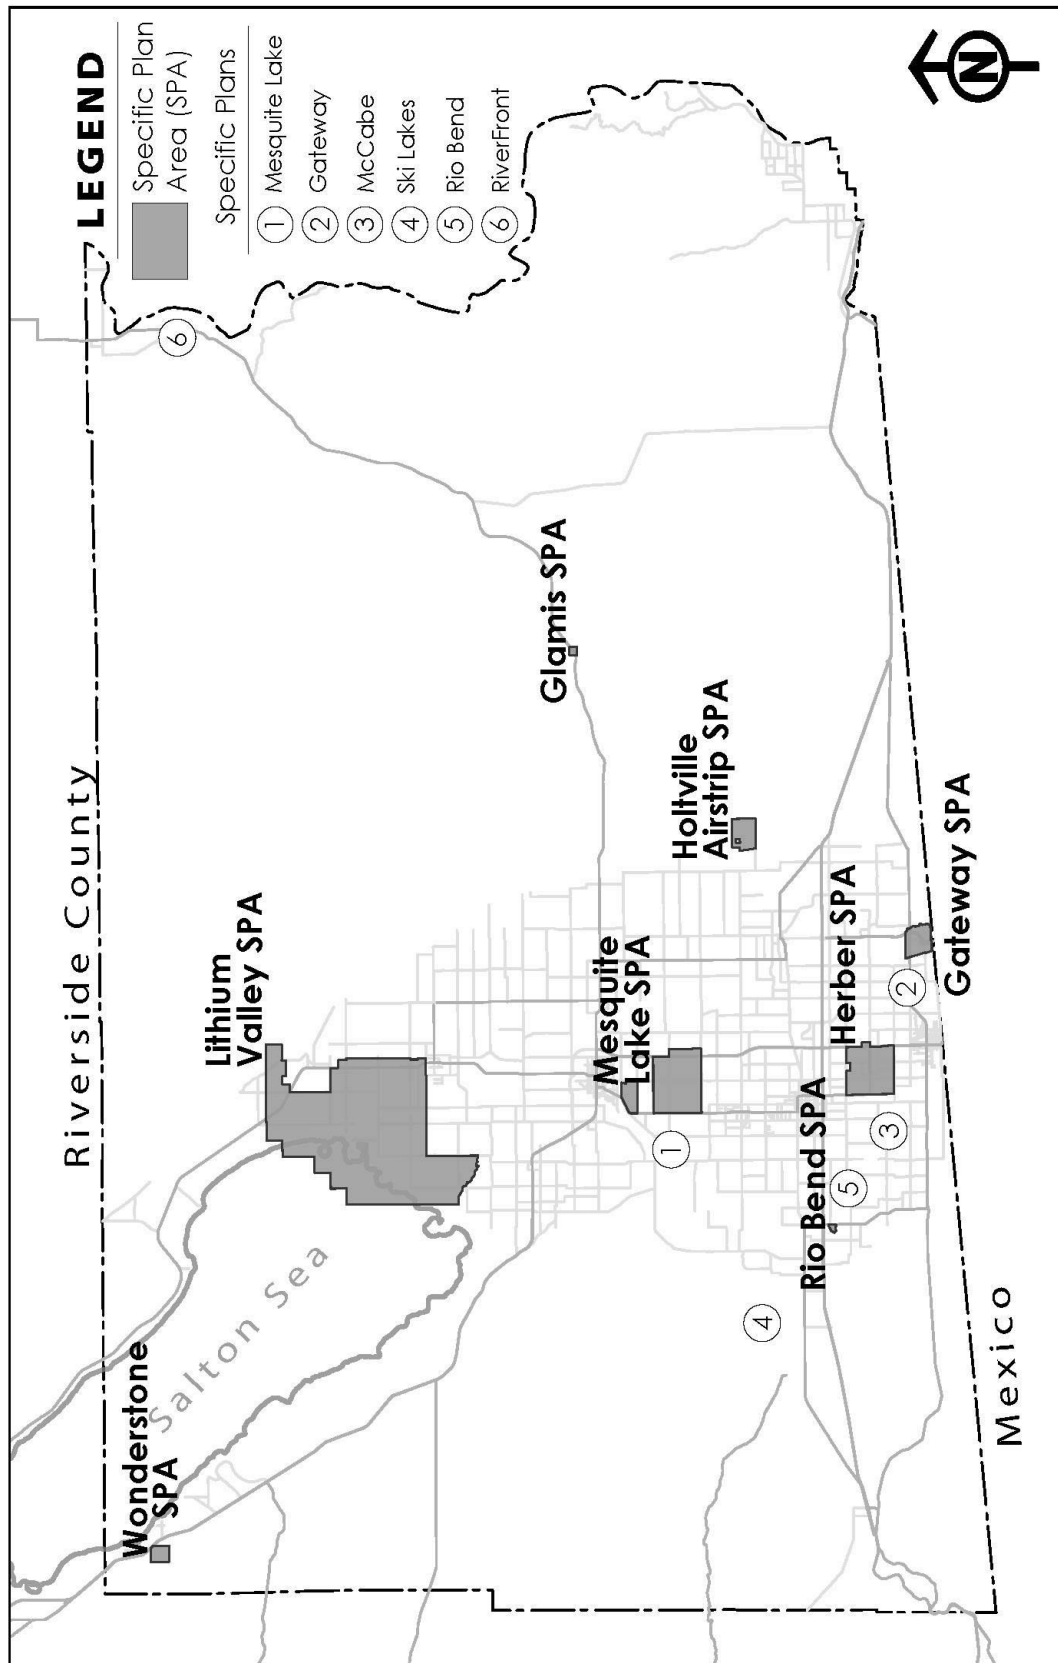 LEGEND
Specific Plan
Area (SPA)
Specific Plans
1 Mesquite Lake
2 Gateway
3 McCabe
4 Ski Lakes
5 Rio Bend
6 RiverFront
N
Riverside County
6
Wonderstone
SPA
Salton Sea
Lithium
Valley SPA
Glamis SPA
Mesquite
Lake SPA
Holtville
Airstrip SPA
1
4
Rio Bend SPA
5
Herber SPA
3
2
Gateway SPA
Mexico